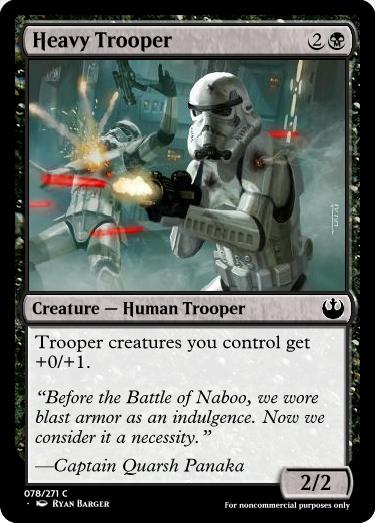 Heavy Trooper 2
Creature — Human Trooper
Trooper creatures you control get
+0/+1.
“Before the Battle of Naboo, we wore
blast armor as an indulgence. Now we
consider it a necessity.”
—Captain Quarsh Panaka
2/2
078/271 C
· RYAN BARGER
For noncommercial purposes only